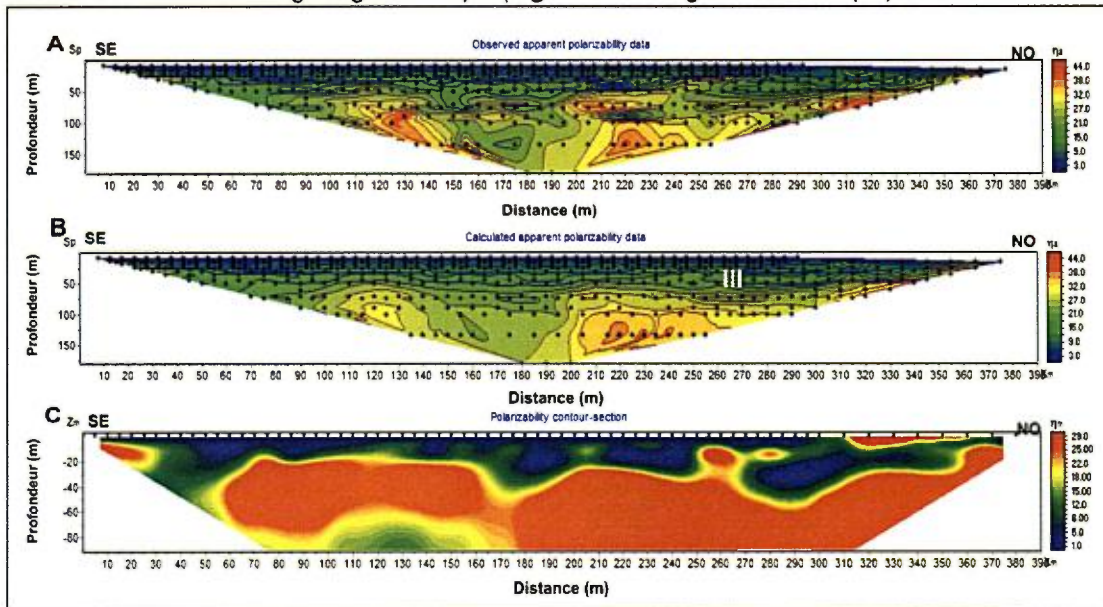 A Sp SE Observed apparent polarizability data NO ηa
Profondeur (m)
50
100
150
44.0
38.0
32.0
27.0
21.0
15.0
9.0
3.0
10 20 30 40 50 60 70 80 90 100 110 120 130 140 150 160 170 180 190 200 210 220 230 240 250 260 270 280 290 300 310 320 330 340 350 360 370 380 390
Distance (m)
B Sp SE Calculated apparent polarizability data NO ηa
Profondeur (m)
50
100
150
44.0
38.0
32.0
27.0
21.0
15.0
9.0
3.0
10 20 30 40 50 60 70 80 90 100 110 120 130 140 150 160 170 180 190 200 210 220 230 240 250 260 270 280 290 300 310 320 330 340 350 360 370 380 390
Distance (m)
C Zm SE Polarizability contour-section NO
Profondeur (m)
-20
-40
-60
-80
29.0
25.00
22.00
19.00
15.00
12.00
8.00
5.00
1.0
10 20 30 40 50 60 70 80 90 100 110 120 130 140 150 160 170 180 190 200 210 220 230 240 250 260 270 280 290 300 310 320 330 340 350 360 370 380 390
Distance (m)